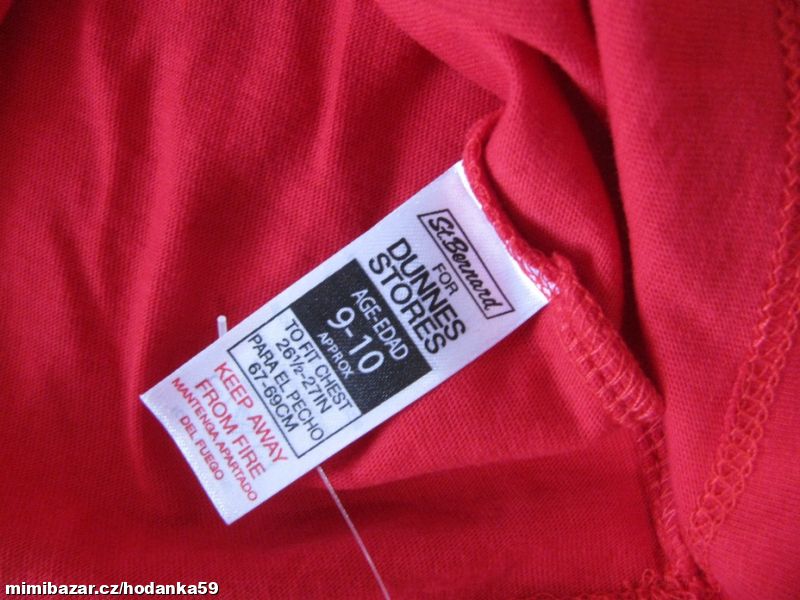 St.Bernard
FOR
DUNNES
STORES
AGE-EDAD
9-10
APPROX
TO FIT CHEST
26½-27IN
PARA EL PECHO
67-69CM
KEEP AWAY
FROM FIRE
MANTENGA APARTADO
DEL FUEGO
mimibazar.cz/hodanka59